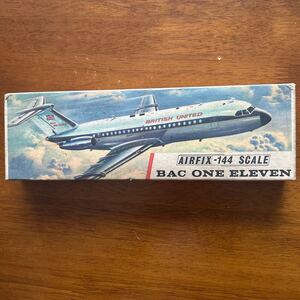 BRITISH UNITED
AIRFIX-144 SCALE
BAC ONE ELEVEN